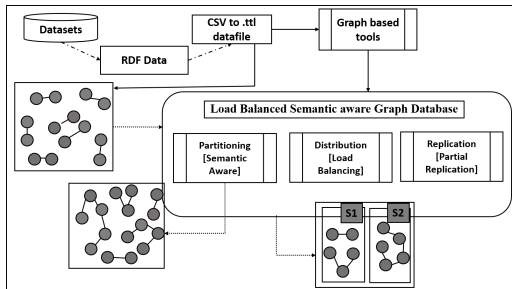 Datasets
RDF Data
CSV to .ttl
datafile
Graph based
tools
Load Balanced Semantic aware Graph Database
Partitioning
[Semantic
Aware]
Distribution
[Load
Balancing]
Replication
[Partial
Replication]
S1
S2